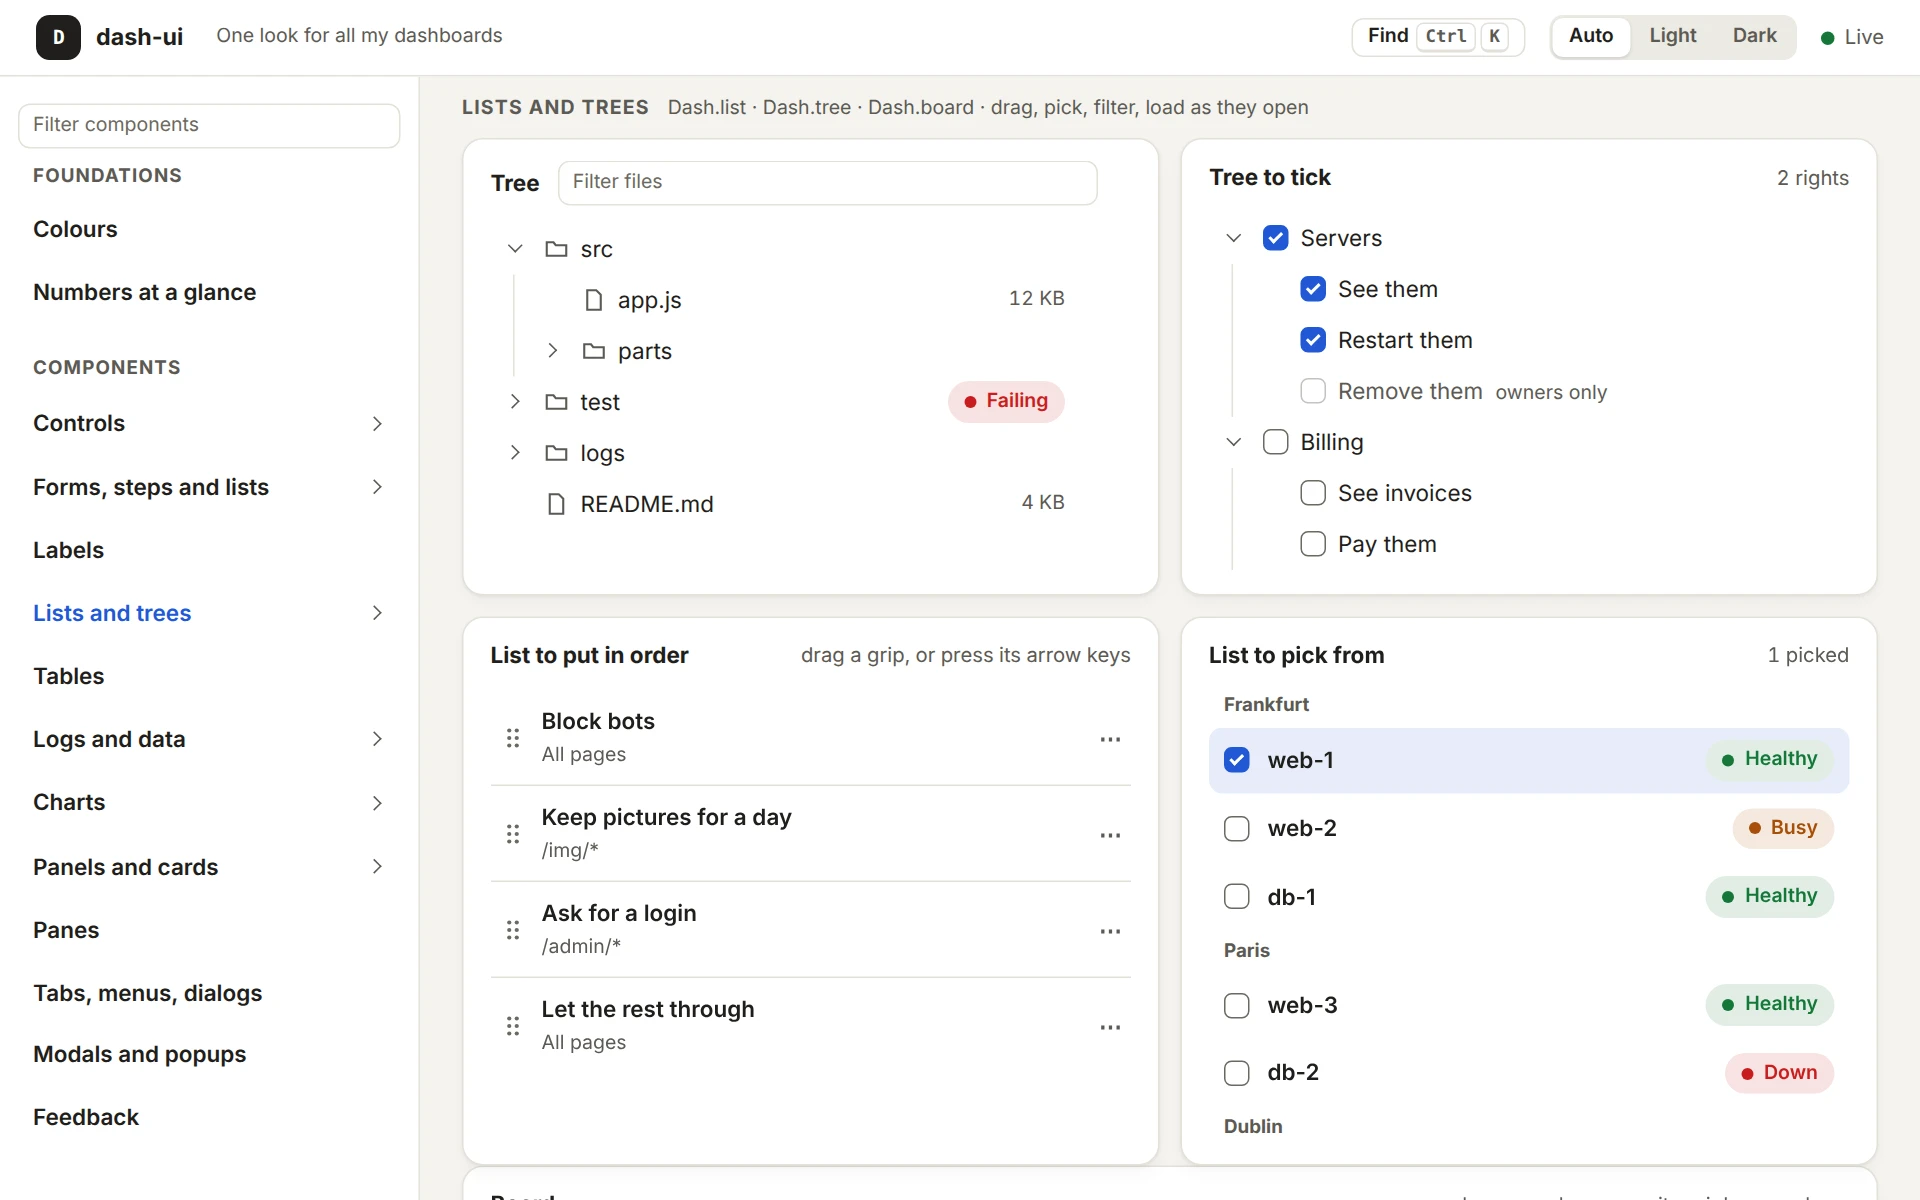 D dash-ui One look for all my dashboards Find Ctrl K Auto Light Dark Live
Filter components
FOUNDATIONS
Colours
Numbers at a glance
COMPONENTS
Controls
Forms, steps and lists
Labels
Lists and trees
Tables
Logs and data
Charts
Panels and cards
Panes
Tabs, menus, dialogs
Modals and popups
Feedback
LISTS AND TREES Dash.list · Dash.tree · Dash.board · drag, pick, filter, load as they open
Tree Filter files
src
app.js 12 KB
parts
test Failing
logs
README.md 4 KB
Tree to tick 2 rights
Servers
See them
Restart them
Remove them owners only
Billing
See invoices
Pay them
List to put in order drag a grip, or press its arrow keys
Block bots
All pages
Keep pictures for a day
/img/*
Ask for a login
/admin/*
Let the rest through
All pages
List to pick from 1 picked
Frankfurt
web-1 Healthy
web-2 Busy
db-1 Healthy
Paris
web-3 Healthy
db-2 Down
Dublin